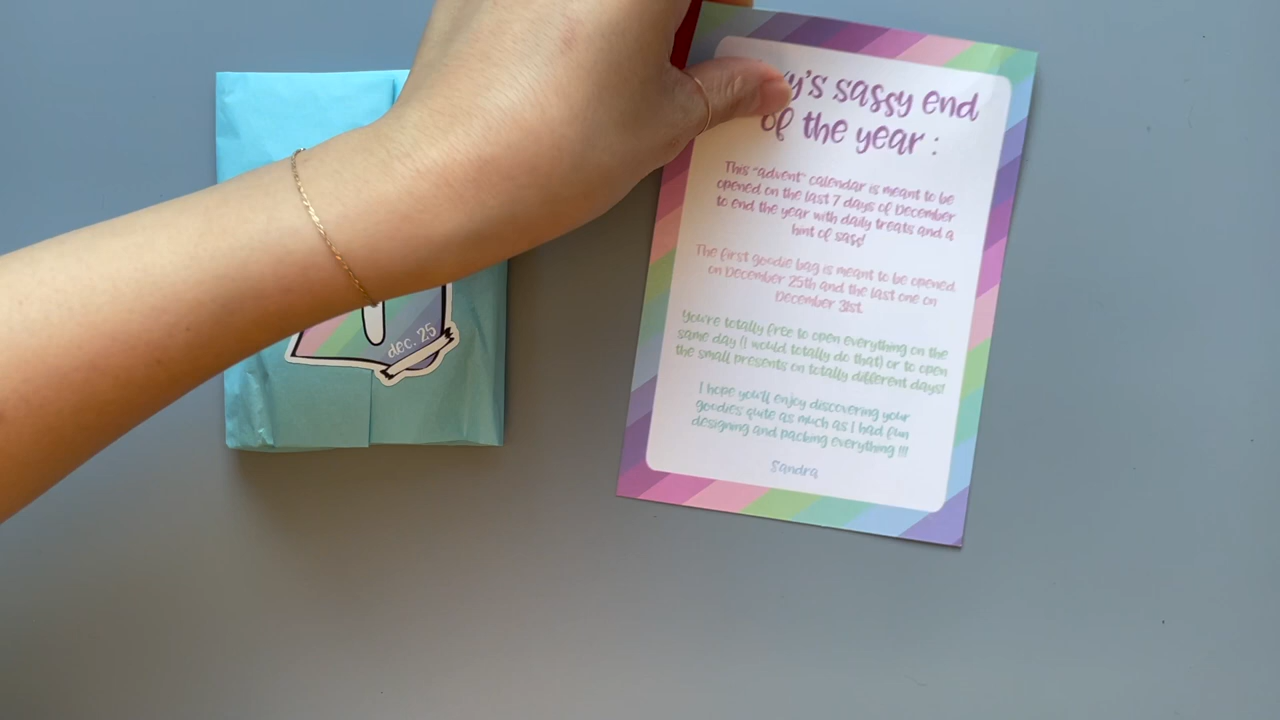 sassy end
of the year :
This "advent" calendar is meant to be
opened on the last 7 days of December
to end the year with daily treats and a
hint of sass!
The first goodie bag is meant to be opened
on December 25th and the last one on
December 31st.
You're totally free to open everything on the
same day (I would totally do that) or to open
the small presents on totally different days!
I hope you'll enjoy discovering your
goodies quite as much as I had fun
designing and packing everything !!!
Sandra
dec. 25